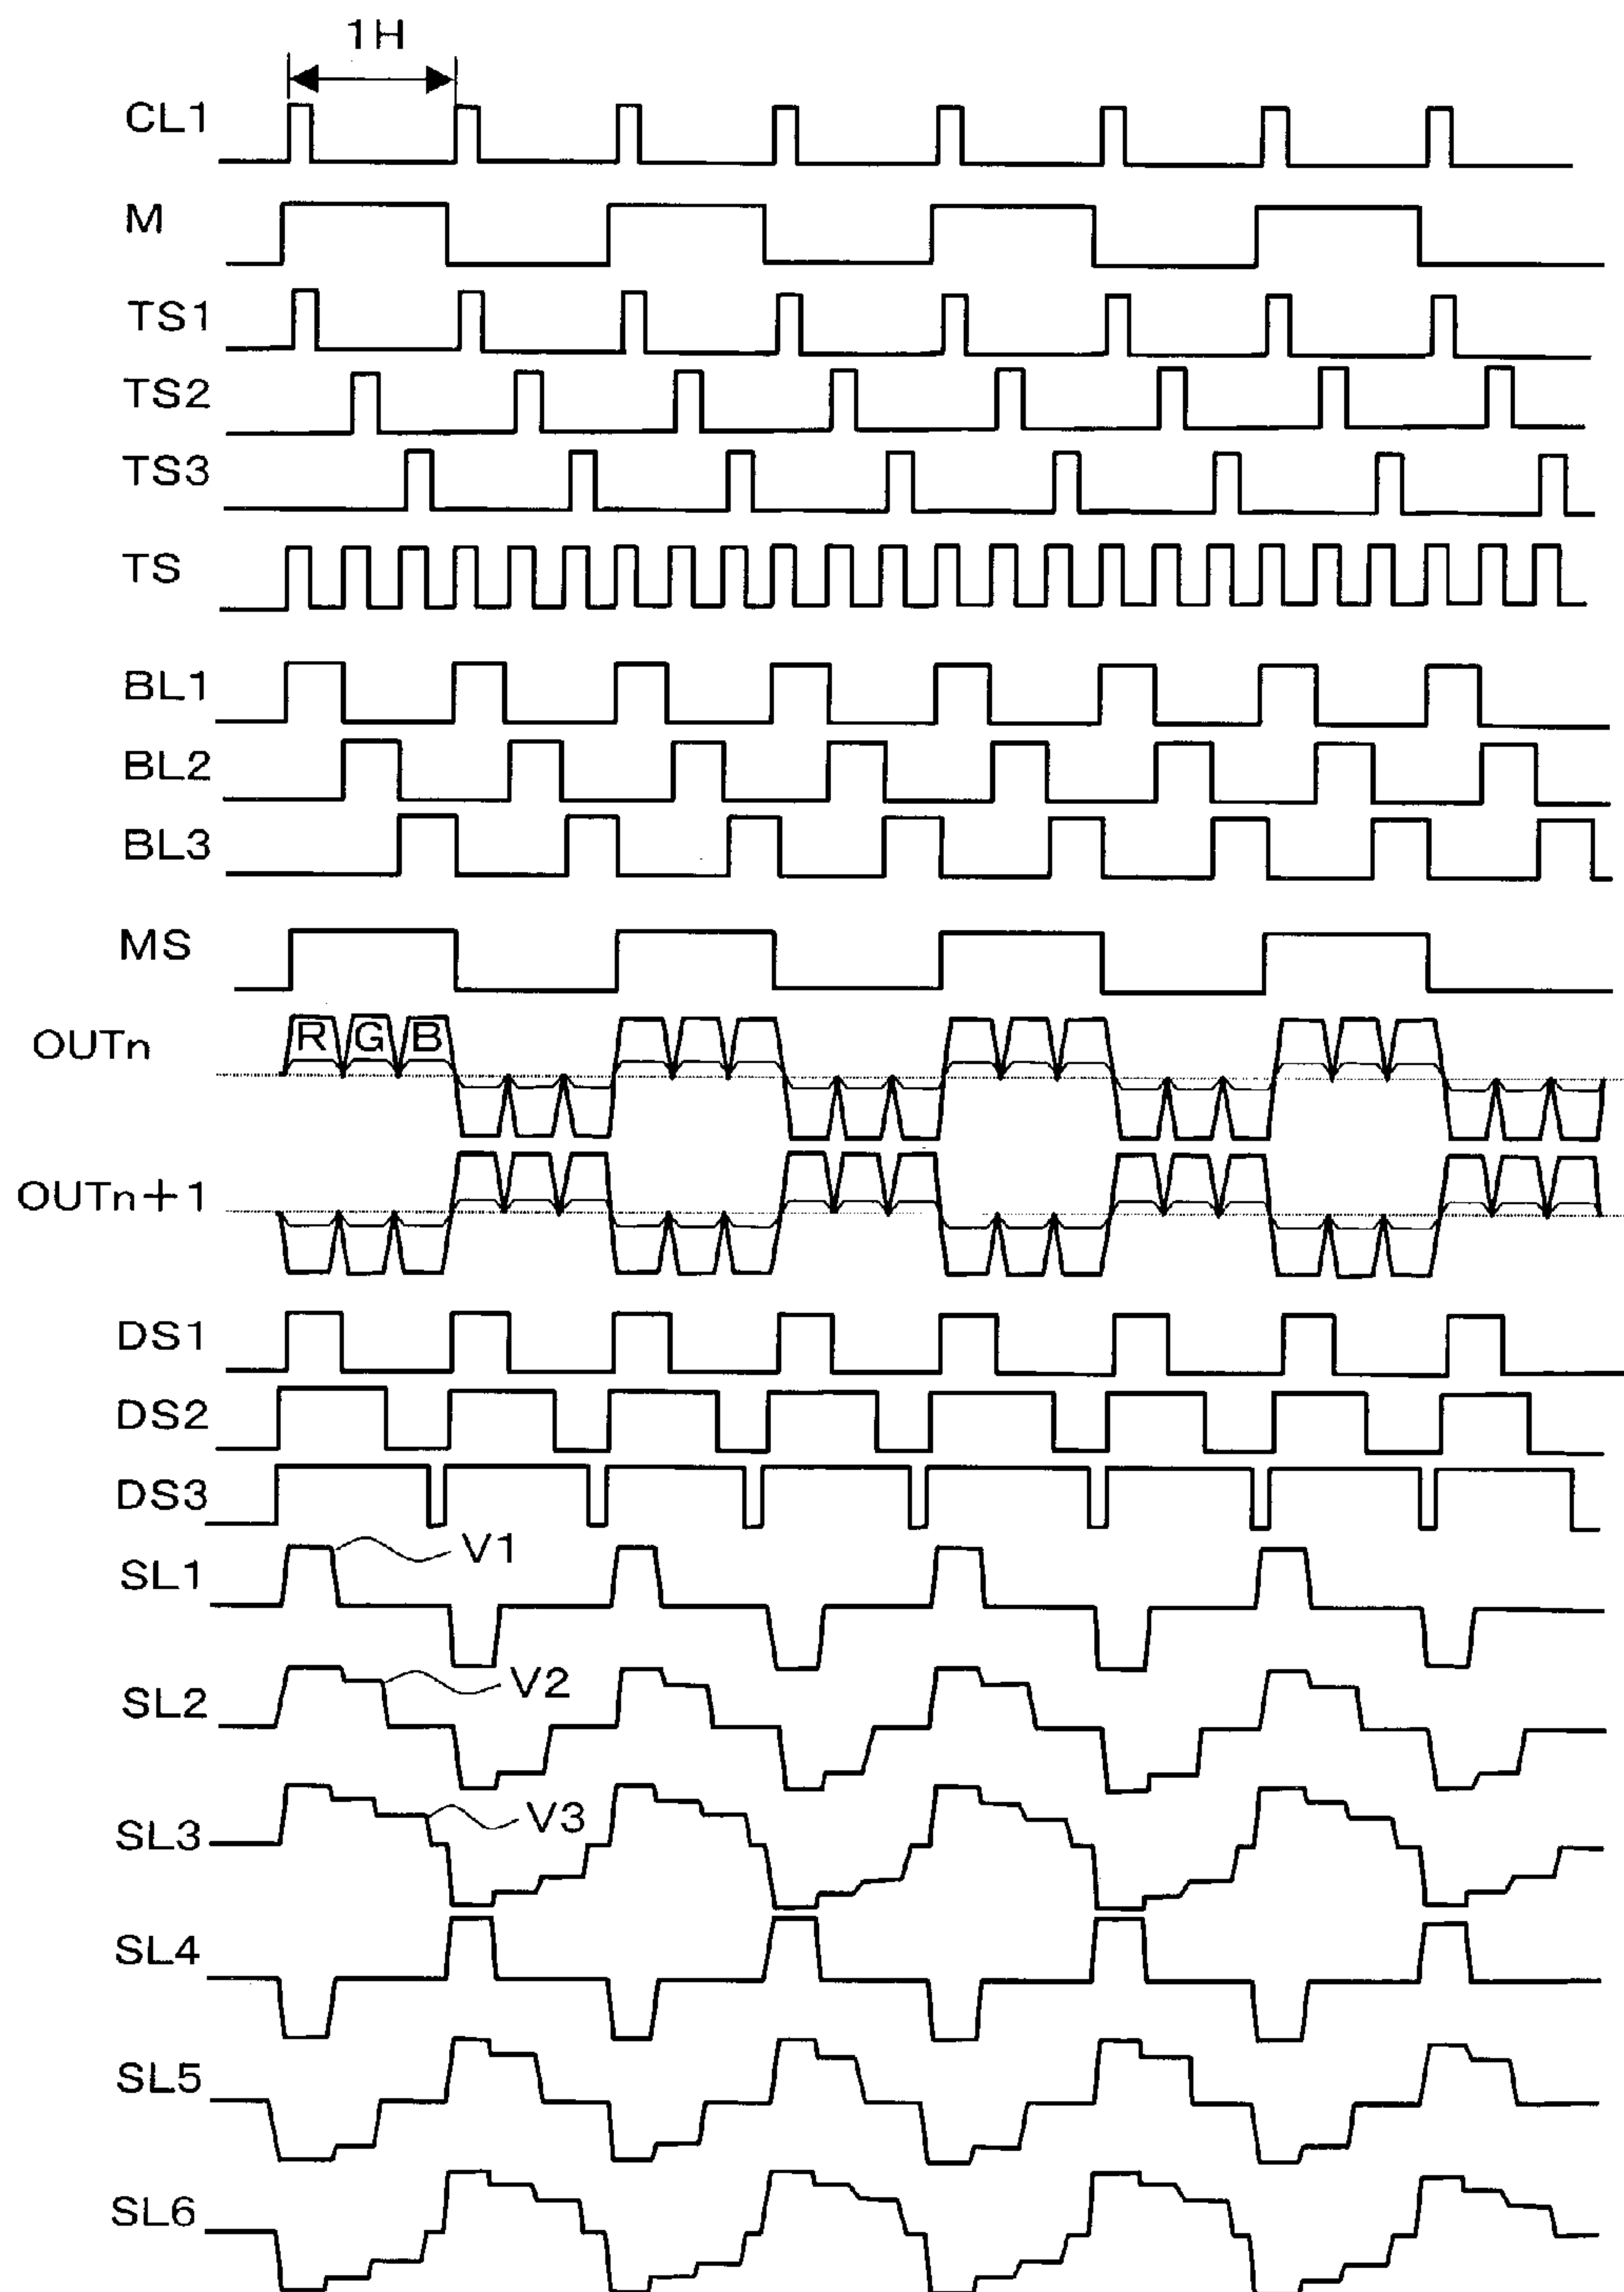 1H
CL1
M
TS1
TS2
TS3
TS
BL1
BL2
BL3
MS
OUTn R G B
OUTn+1
DS1
DS2
DS3
V1
SL1
V2
SL2
V3
SL3
SL4
SL5
SL6